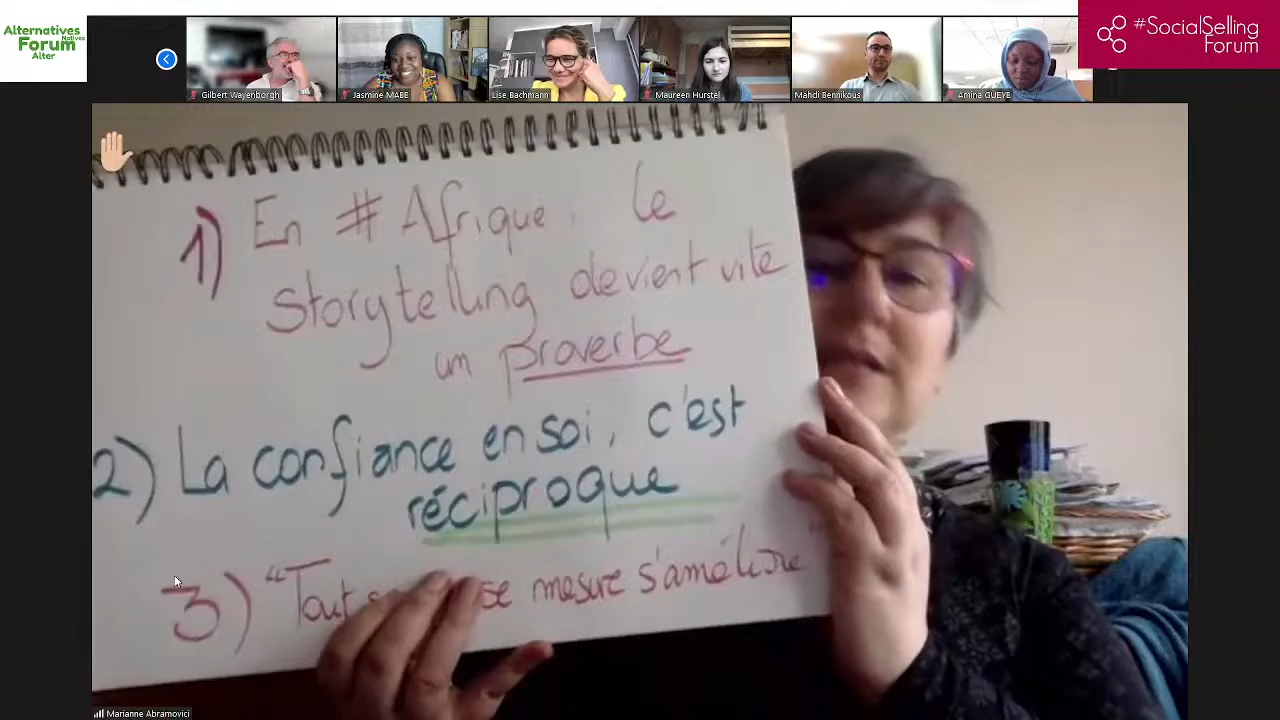 Alternatives
Natives
Forum
Alter
#SocialSelling
Forum
Gilbert Wayenborgh
Jasmine MABE
Lise Bachmann
Maureen Hurstel
Mahdi Bennikous
Amina GUEYE
1) En #Afrique, le
storytelling devient vite
un proverbe
2) La confiance en soi, c'est
réciproque
3) "Tout se mesure s'améliore"
Marianne Abramovici